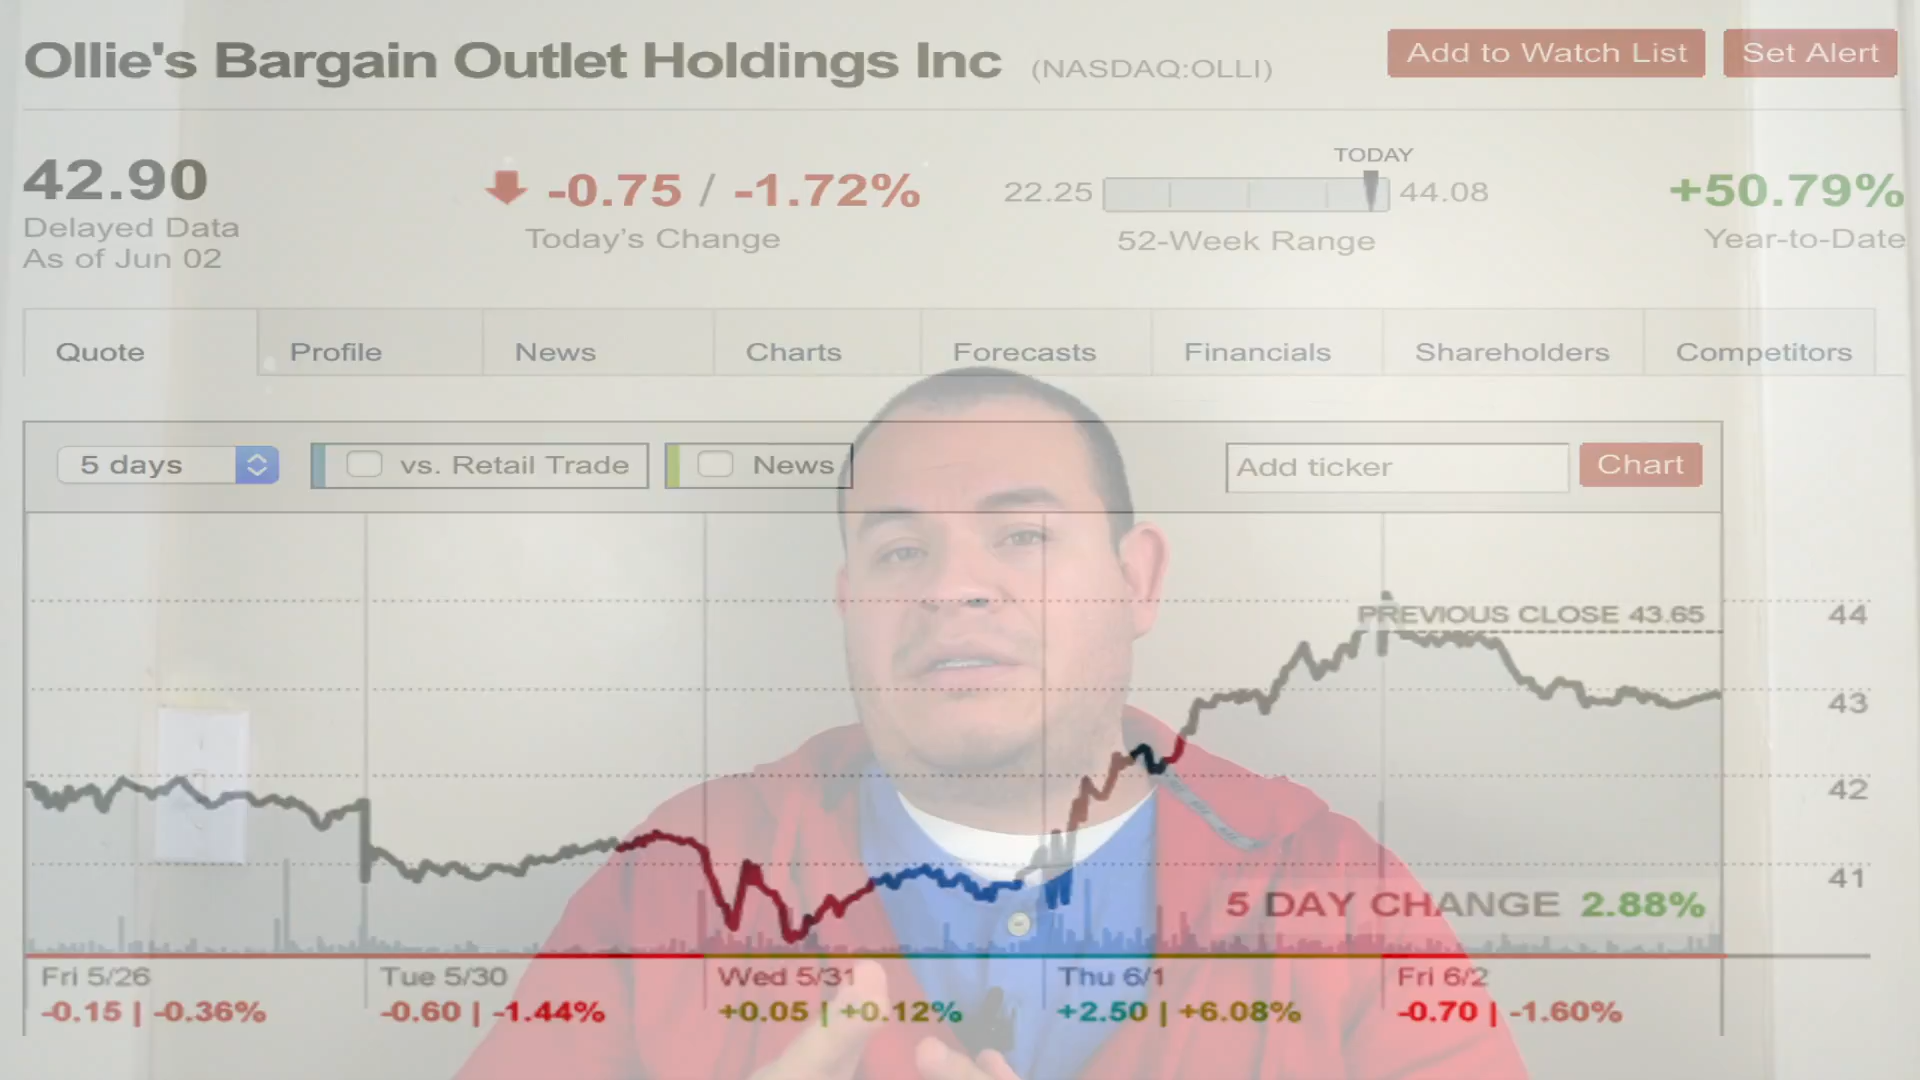 Ollie's Bargain Outlet Holdings Inc (NASDAQ:OLLI) Add to Watch List Set Alert
TODAY
42.90 -0.75 / -1.72% 22.25 44.08 +50.79%
Delayed Data Today's Change 52-Week Range Year-to-Date
As of Jun 02
Quote Profile News Charts Forecasts Financials Shareholders Competitors
5 days vs. Retail Trade News Add ticker Chart
PREVIOUS CLOSE 43.65 44
43
42
41
5 DAY CHANGE 2.88%
Fri 5/26 Tue 5/30 Wed 5/31 Thu 6/1 Fri 6/2
-0.15 | -0.36% -0.60 | -1.44% +0.05 | +0.12% +2.50 | +6.08% -0.70 | -1.60%